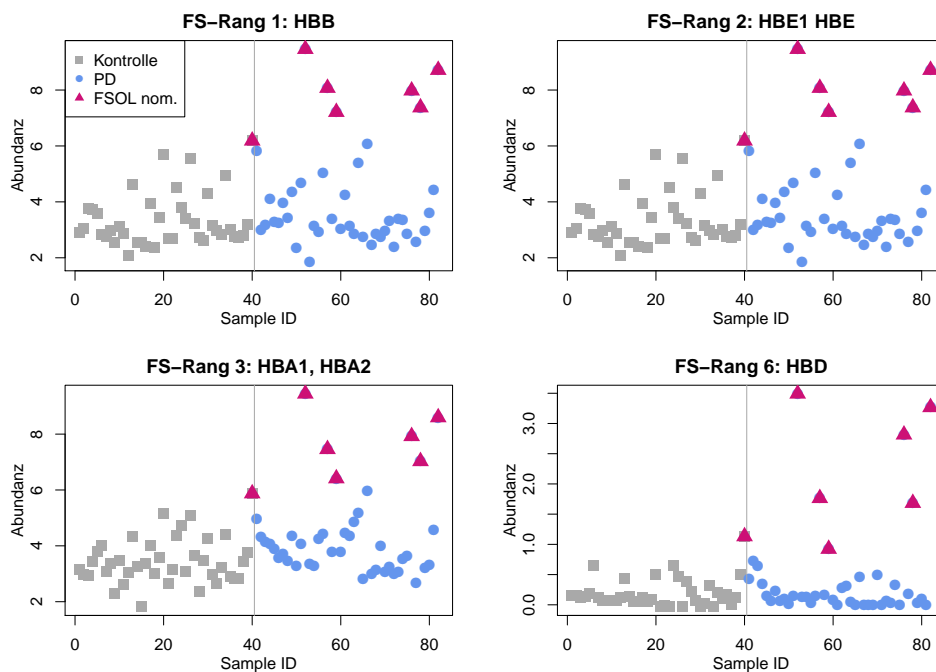 FS−Rang 1: HBB
Kontrolle
PD
FSOL nom.
Abundanz
8
6
4
2
0 20 40 60 80
Sample ID
FS−Rang 2: HBE1 HBE
Abundanz
8
6
4
2
0 20 40 60 80
Sample ID
FS−Rang 3: HBA1, HBA2
Abundanz
8
6
4
2
0 20 40 60 80
Sample ID
FS−Rang 6: HBD
Abundanz
3.0
2.0
1.0
0.0
0 20 40 60 80
Sample ID